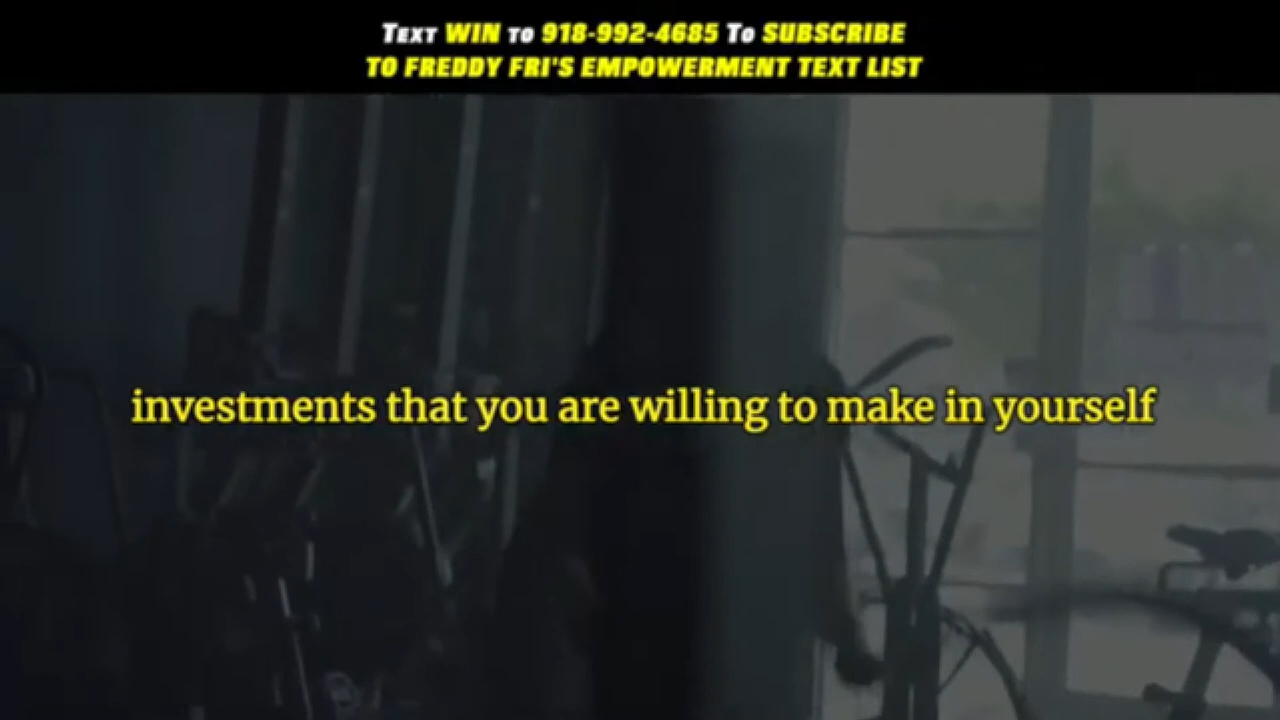 Text WIN to 918-992-4685 To SUBSCRIBE
TO FREDDY FRI'S EMPOWERMENT TEXT LIST
investments that you are willing to make in yourself